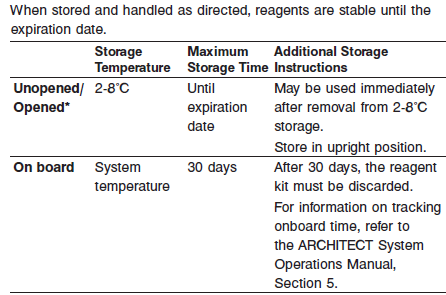 When stored and handled as directed, reagents are stable until the
expiration date.
Storage Temperature Maximum Storage Time Additional Storage Instructions
Unopened/ Opened* 2-8°C Until expiration date May be used immediately after removal from 2-8°C storage.
Store in upright position.
On board System temperature 30 days After 30 days, the reagent kit must be discarded.
For information on tracking onboard time, refer to the ARCHITECT System Operations Manual, Section 5.